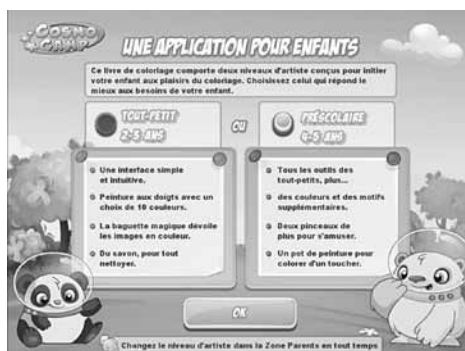 COSMO
CAMP
UNE APPLICATION POUR ENFANTS
Ce livre de coloriage comporte deux niveaux d'artiste conçus pour initier
votre enfant aux plaisirs du coloriage. Choisissez celui qui répond le
mieux aux besoins de votre enfant.
TOUT-PETIT
2-3 ANS
OU
PRÉSCOLAIRE
4-5 ANS
Une interface simple
et intuitive.
Peinture aux doigts avec un
choix de 10 couleurs.
La baguette magique dévoile
les images en couleur.
Du savon, pour tout
nettoyer.
Tous les outils des
tout-petits, plus...
des couleurs et des motifs
supplémentaires.
Deux pinceaux de
plus pour s'amuser.
Un pot de peinture pour
colorer d'un toucher.
OK
Changez le niveau d'artiste dans la Zone Parents en tout temps